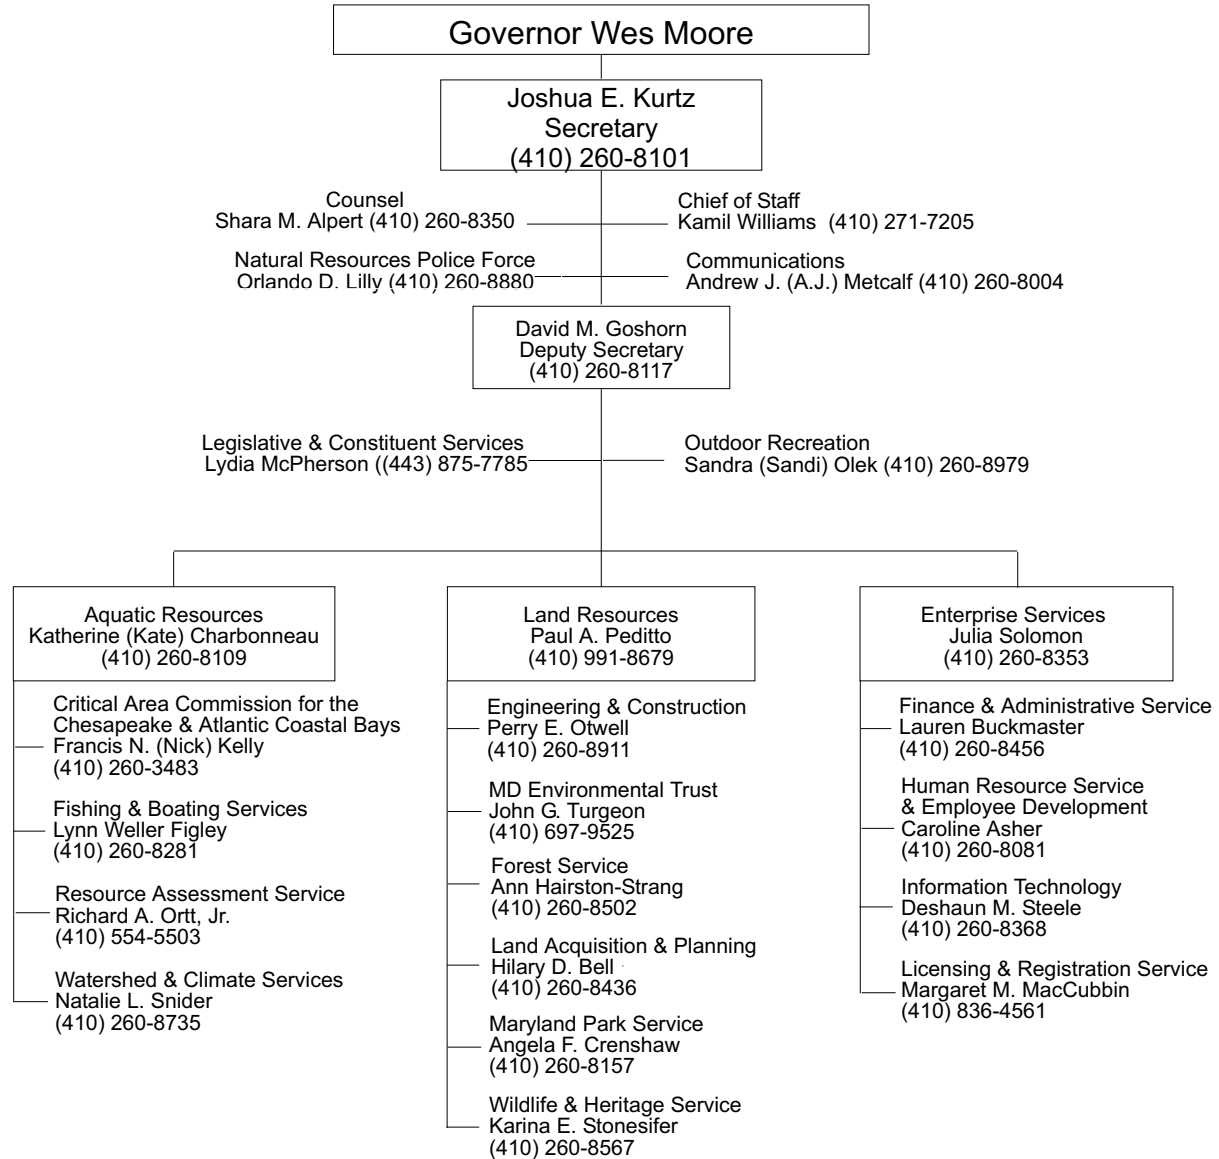 Governor Wes Moore
Joshua E. Kurtz
Secretary
(410) 260-8101
Counsel
Shara M. Alpert (410) 260-8350
Chief of Staff
Kamil Williams (410) 271-7205
Natural Resources Police Force
Orlando D. Lilly (410) 260-8880
Communications
Andrew J. (A.J.) Metcalf (410) 260-8004
David M. Goshorn
Deputy Secretary
(410) 260-8117
Legislative & Constituent Services
Lydia McPherson ((443) 875-7785
Outdoor Recreation
Sandra (Sandi) Olek (410) 260-8979
Aquatic Resources
Katherine (Kate) Charbonneau
(410) 260-8109
Critical Area Commission for the
Chesapeake & Atlantic Coastal Bays
Francis N. (Nick) Kelly
(410) 260-3483
Fishing & Boating Services
Lynn Weller Figley
(410) 260-8281
Resource Assessment Service
Richard A. Ortt, Jr.
(410) 554-5503
Watershed & Climate Services
Natalie L. Snider
(410) 260-8735
Land Resources
Paul A. Peditto
(410) 991-8679
Engineering & Construction
Perry E. Otwell
(410) 260-8911
MD Environmental Trust
John G. Turgeon
(410) 697-9525
Forest Service
Ann Hairston-Strang
(410) 260-8502
Land Acquisition & Planning
Hilary D. Bell
(410) 260-8436
Maryland Park Service
Angela F. Crenshaw
(410) 260-8157
Wildlife & Heritage Service
Karina E. Stonesifer
(410) 260-8567
Enterprise Services
Julia Solomon
(410) 260-8353
Finance & Administrative Service
Lauren Buckmaster
(410) 260-8456
Human Resource Service
& Employee Development
Caroline Asher
(410) 260-8081
Information Technology
Deshaun M. Steele
(410) 260-8368
Licensing & Registration Service
Margaret M. MacCubbin
(410) 836-4561